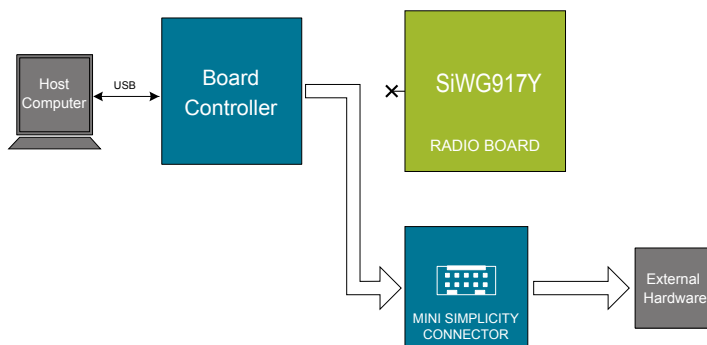 Host
Computer
USB
Board
Controller
SiWG917Y
RADIO BOARD
MINI SIMPLICITY
CONNECTOR
External
Hardware